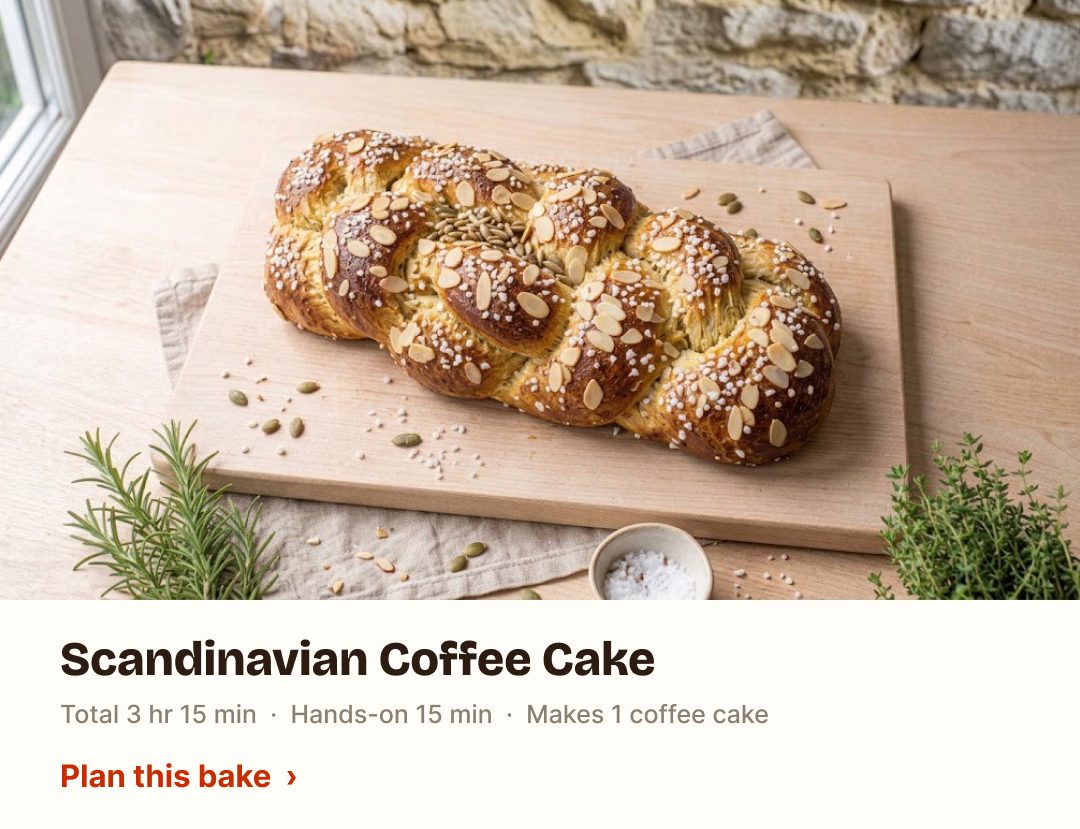 Scandinavian Coffee Cake
Total 3 hr 15 min · Hands-on 15 min · Makes 1 coffee cake
Plan this bake ›